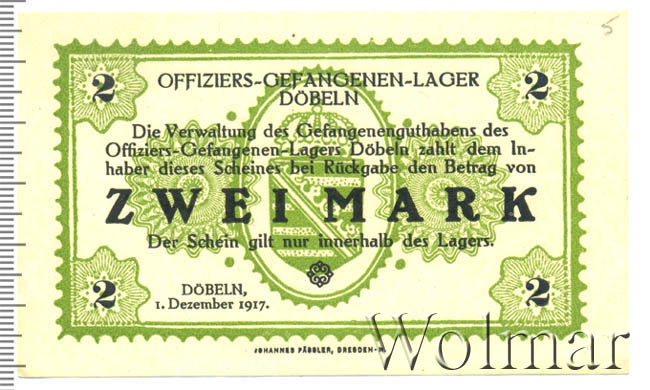 5
2 2
OFFIZIERS-GEFANGENEN-LAGER
DÖBELN
Die Verwaltung des Gefangenenguthabens des
Offiziers-Gefangenen-Lagers Döbeln zahlt dem In-
haber dieses Scheines bei Rückgabe den Betrag von
ZWEI MARK
Der Schein gilt nur innerhalb des Lagers.
2 2
DÖBELN,
1. Dezember 1917.
JOHANNES PÄSSLER, DRESDEN-N.
Wolmar